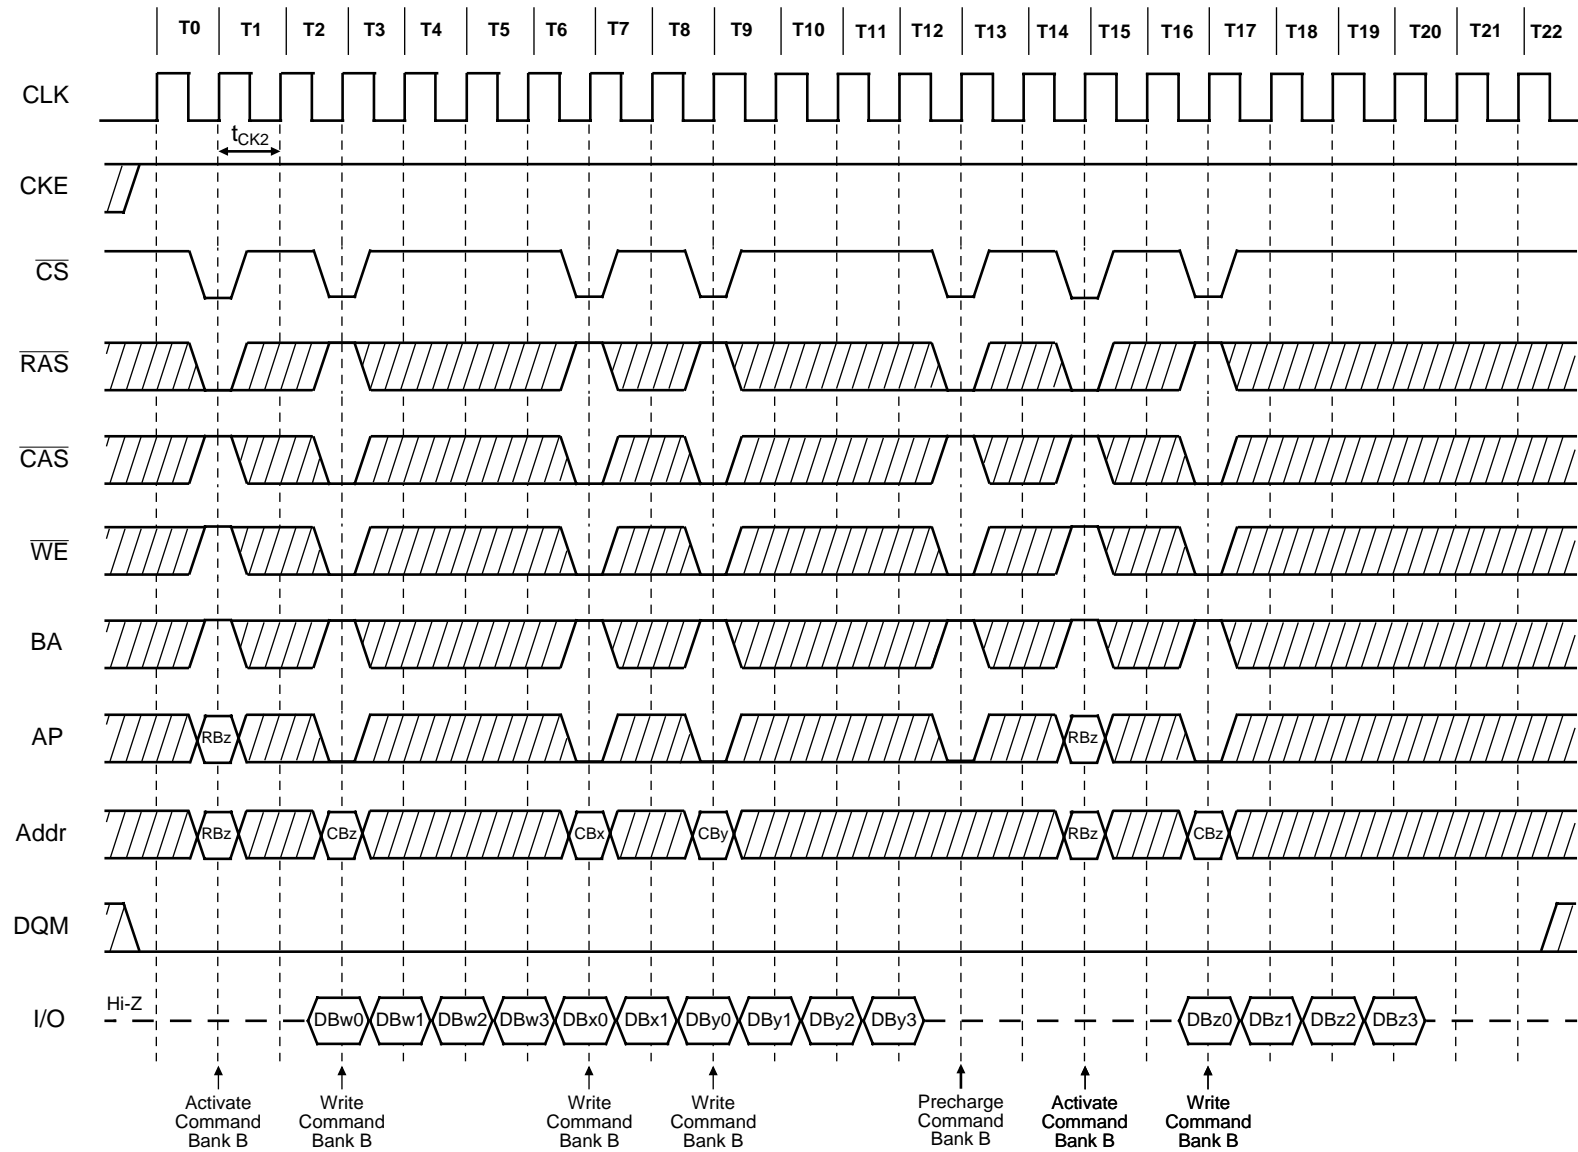 T0 T1 T2 T3 T4 T5 T6 T7 T8 T9 T10 T11 T12 T13 T14 T15 T16 T17 T18 T19 T20 T21 T22
CLK
tCK2
CKE
CS
RAS
CAS
WE
BA
AP RBz RBz
Addr RBz CBz CBx CBy RBz CBz
DQM
Hi-Z
I/O DBw0 DBw1 DBw2 DBw3 DBx0 DBx1 DBy0 DBy1 DBy2 DBy3 DBz0 DBz1 DBz2 DBz3
Activate
Command
Bank B
Write
Command
Bank B
Write
Command
Bank B
Write
Command
Bank B
Precharge
Command
Bank B
Activate
Command
Bank B
Write
Command
Bank B